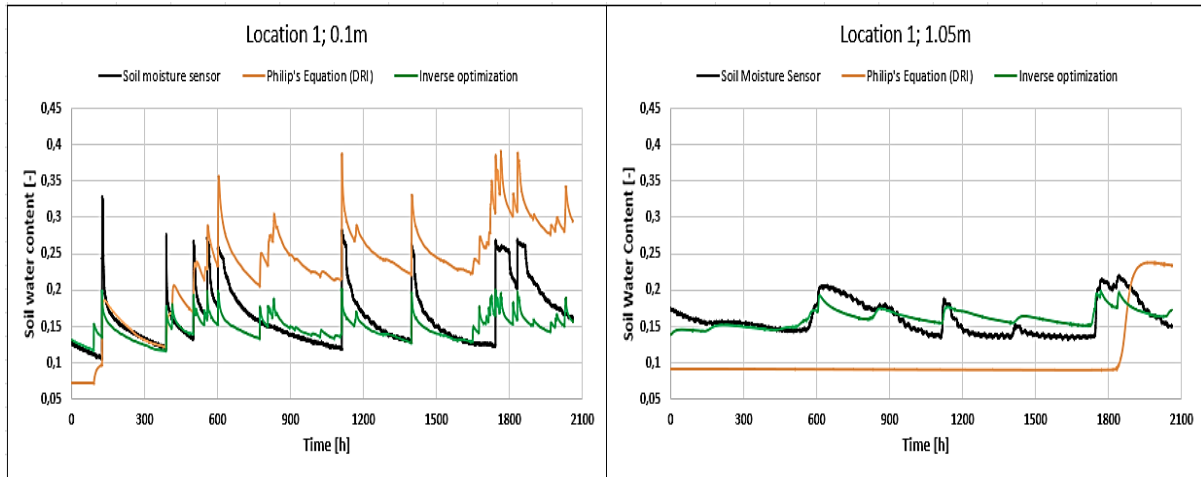 Location 1; 0.1m
Soil moisture sensor Philip's Equation (DRI) Inverse optimization
Soil water content [-]
0,45
0,4
0,35
0,3
0,25
0,2
0,15
0,1
0,05
0 300 600 900 1200 1500 1800 2100
Time [h]
Location 1; 1.05m
Soil Moisture Sensor Philip's Equation (DRI) Inverse optimization
Soil Water Content [-]
0,45
0,4
0,35
0,3
0,25
0,2
0,15
0,1
0,05
0 300 600 900 1200 1500 1800 2100
Time [h]